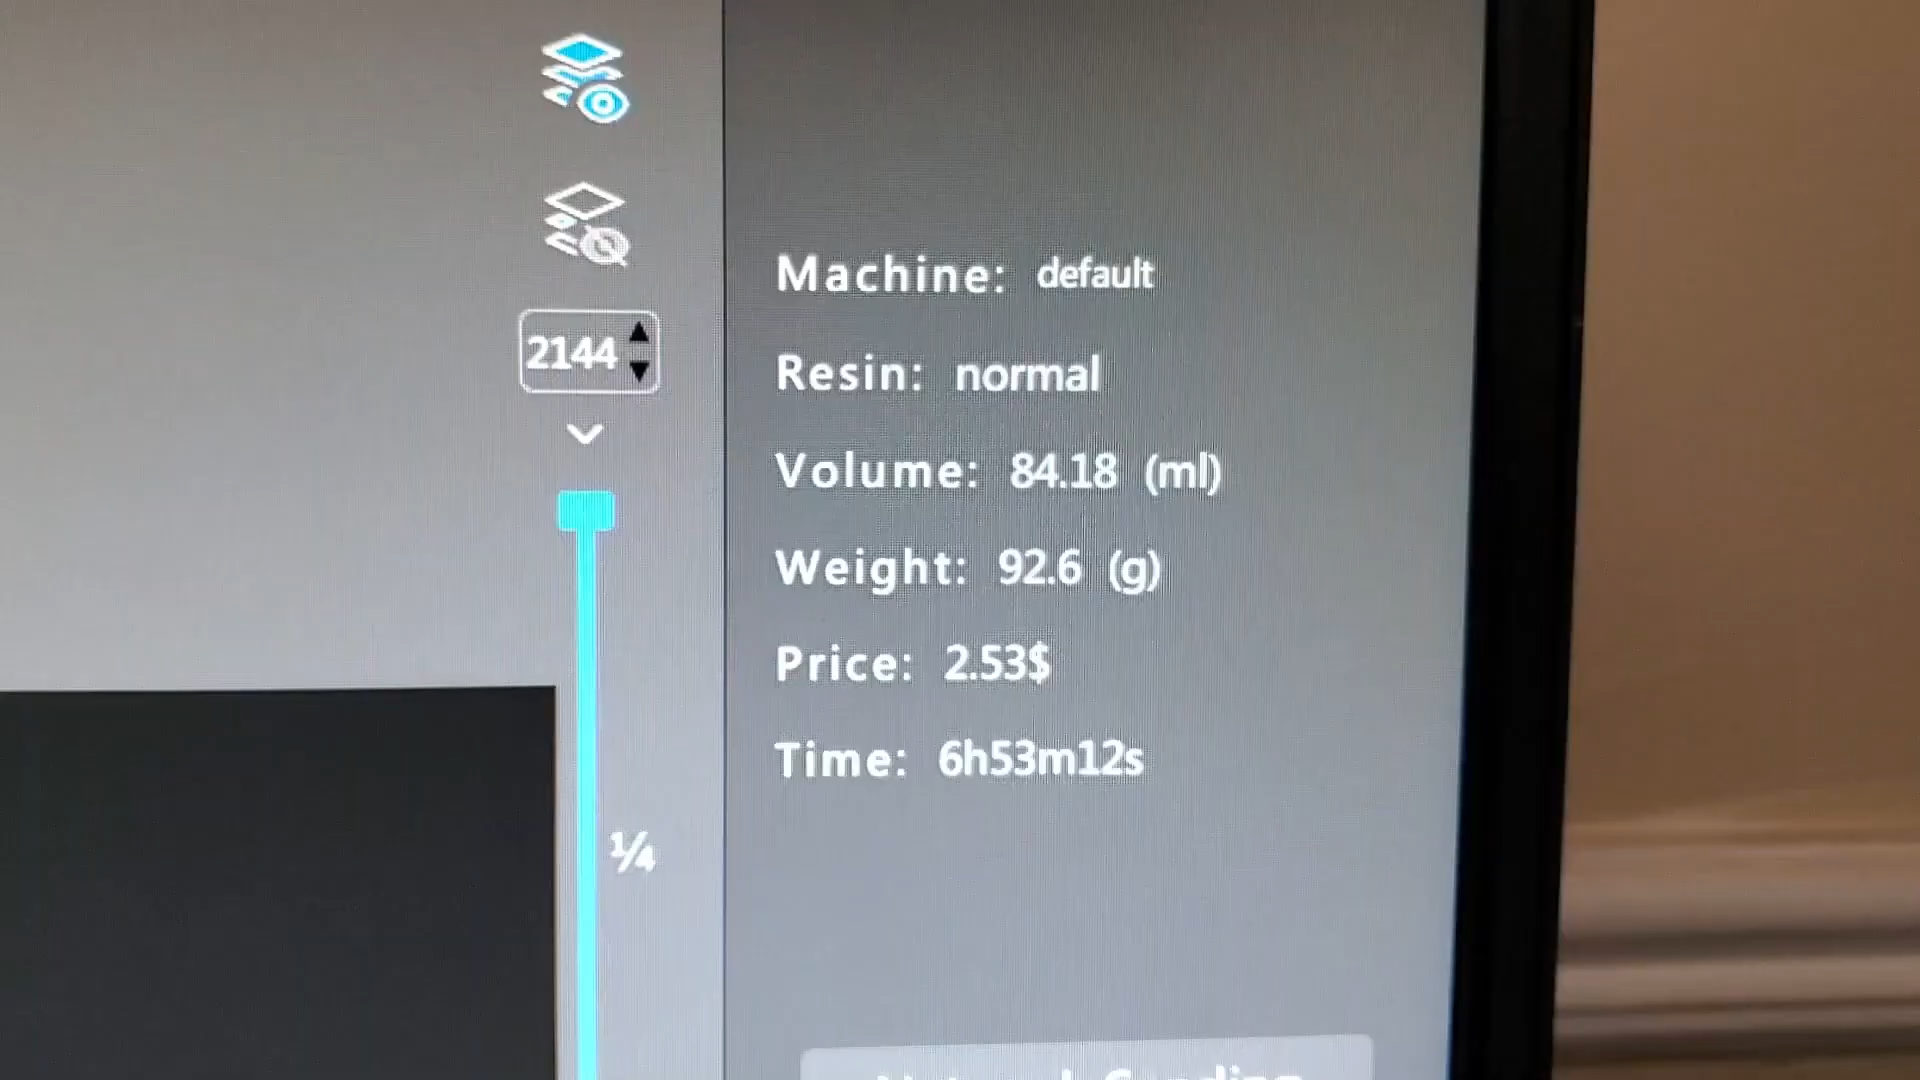 2144
Machine: default
Resin: normal
Volume: 84.18 (ml)
Weight: 92.6 (g)
Price: 2.53$
Time: 6h53m12s
¼